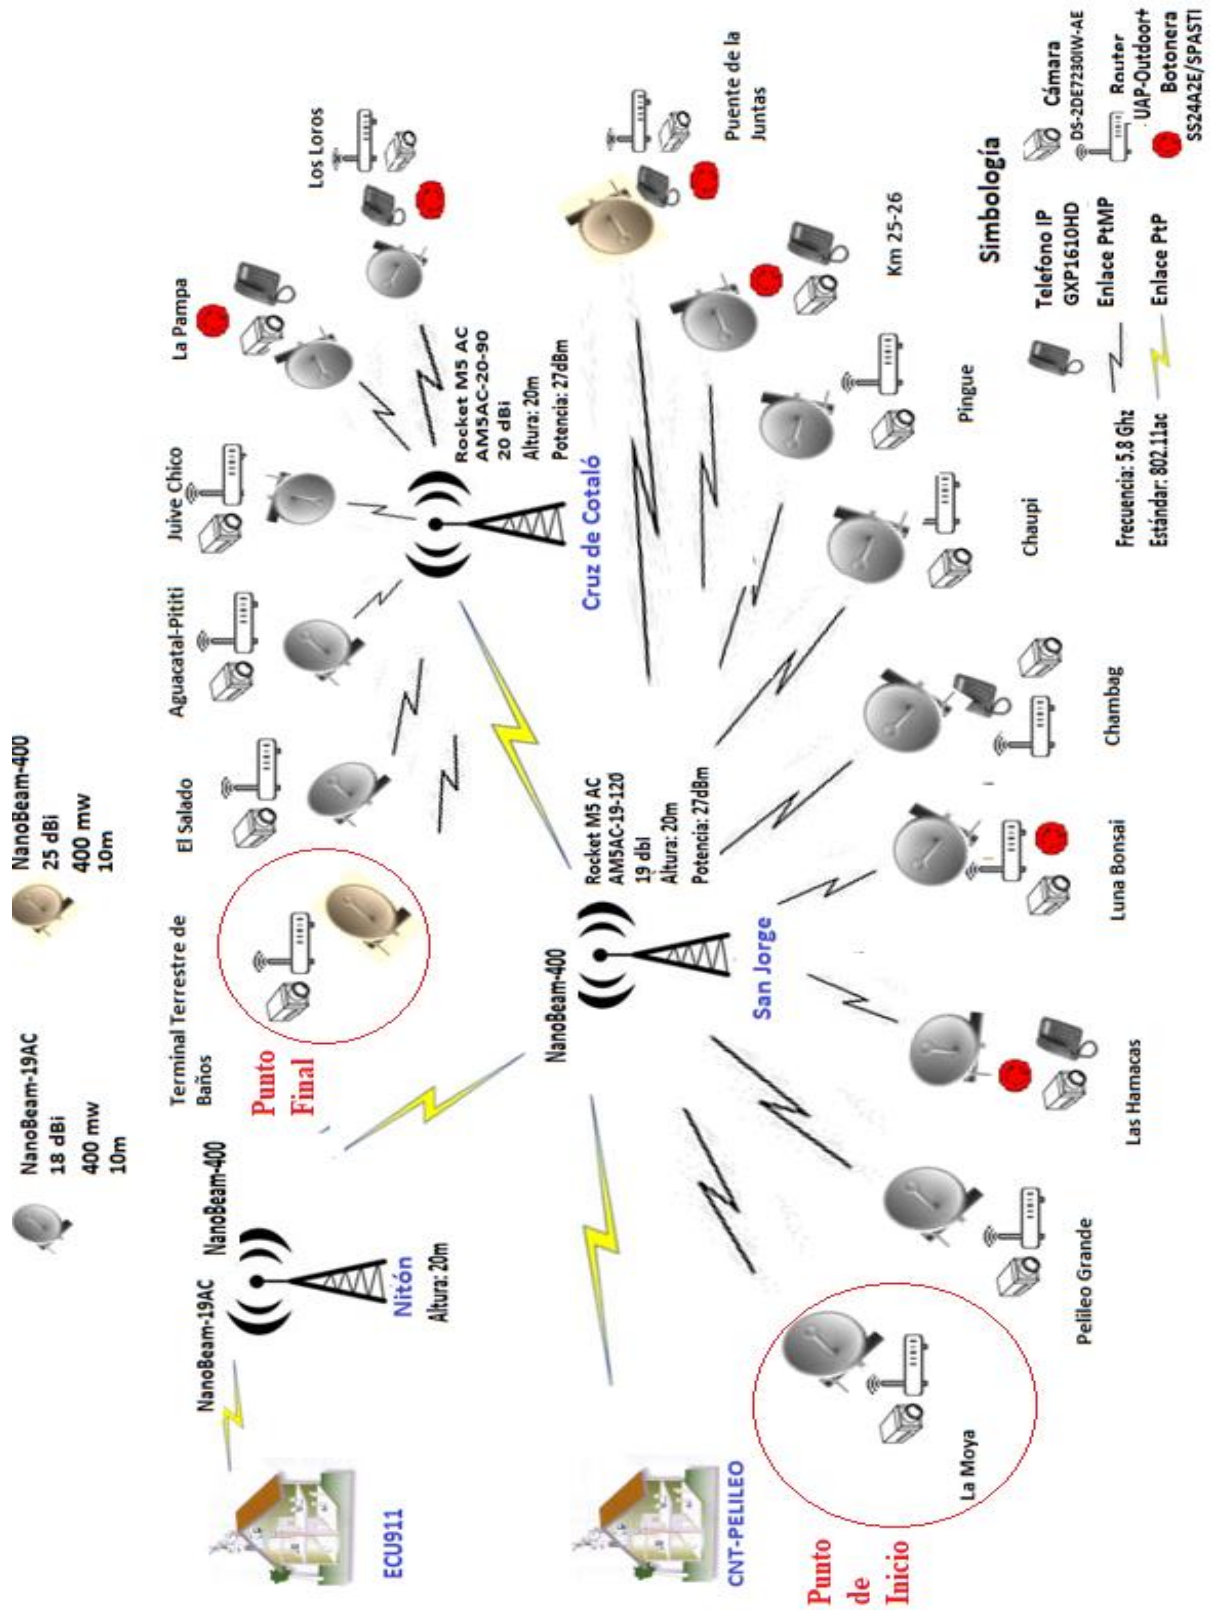 NanoBeam-19AC
18 dBi
400 mw
10m
NanoBeam-400
25 dBi
400 mw
10m
ECU911
NanoBeam-19AC
NanoBeam-400
Nitón
Altura: 20m
Terminal Terrestre de
Baños
Punto
Final
El Salado
Aguacatal-Pititi
Juive Chico
La Pampa
Los Loros
Rocket M5 AC
AM5AC-20-90
20 dBi
Altura: 20m
Potencia: 27dBm
Cruz de Cotaló
CNT-PELILEO
NanoBeam-400
Rocket M5 AC
AM5AC-19-120
19 dbi
Altura: 20m
Potencia: 27dBm
San Jorge
Puente de la
Juntas
Km 25-26
Pingue
Chaupi
Chambag
Luna Bonsai
Las Hamacas
Pelileo Grande
La Moya
Punto
de
Inicio
Simbología
Telefono IP
GXP1610HD
Enlace PtMP
Frecuencia: 5.8 Ghz
Estándar: 802.11ac
Enlace PtP
Cámara
DS-2DE7230IW-AE
Router
UAP-Outdoor+
Botonera
SS24A2E/SPASTI